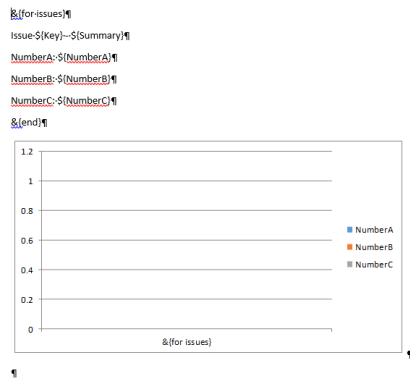 &{for·issues}¶
Issue·${Key}·-·${Summary}¶
NumberA:·${NumberA}¶
NumberB:·${NumberB}¶
NumberC:·${NumberC}¶
&{end}¶
1.2
1
0.8
0.6
0.4
0.2
0
NumberA
NumberB
NumberC
&{for issues}
¶
¶